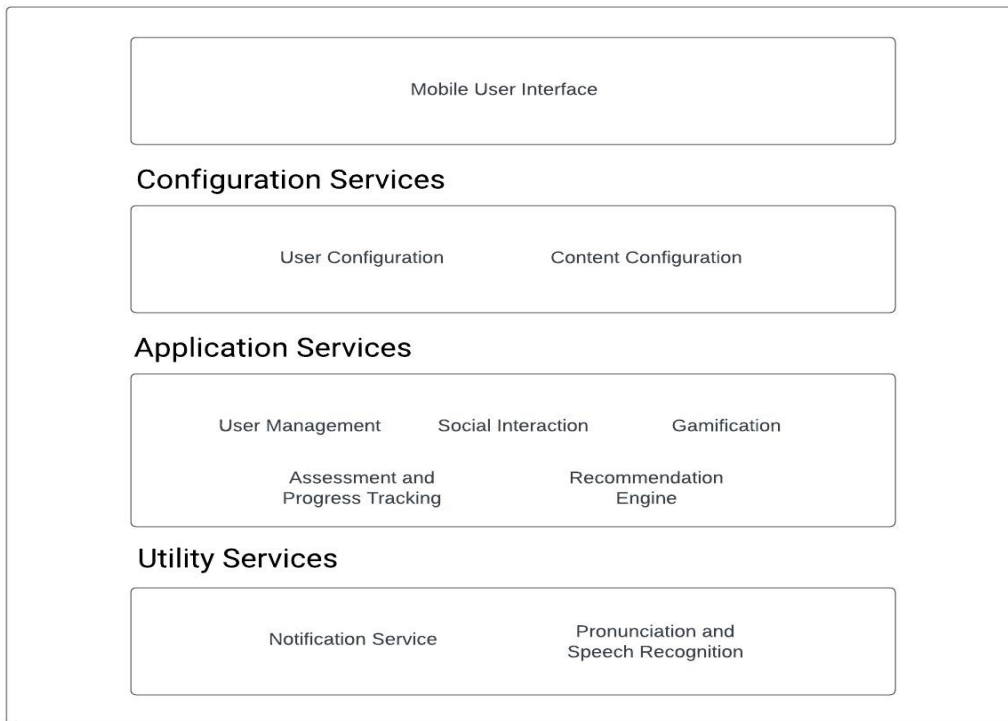 Mobile User Interface
Configuration Services
User Configuration
Content Configuration
Application Services
User Management
Social Interaction
Gamification
Assessment and
Progress Tracking
Recommendation
Engine
Utility Services
Notification Service
Pronunciation and
Speech Recognition